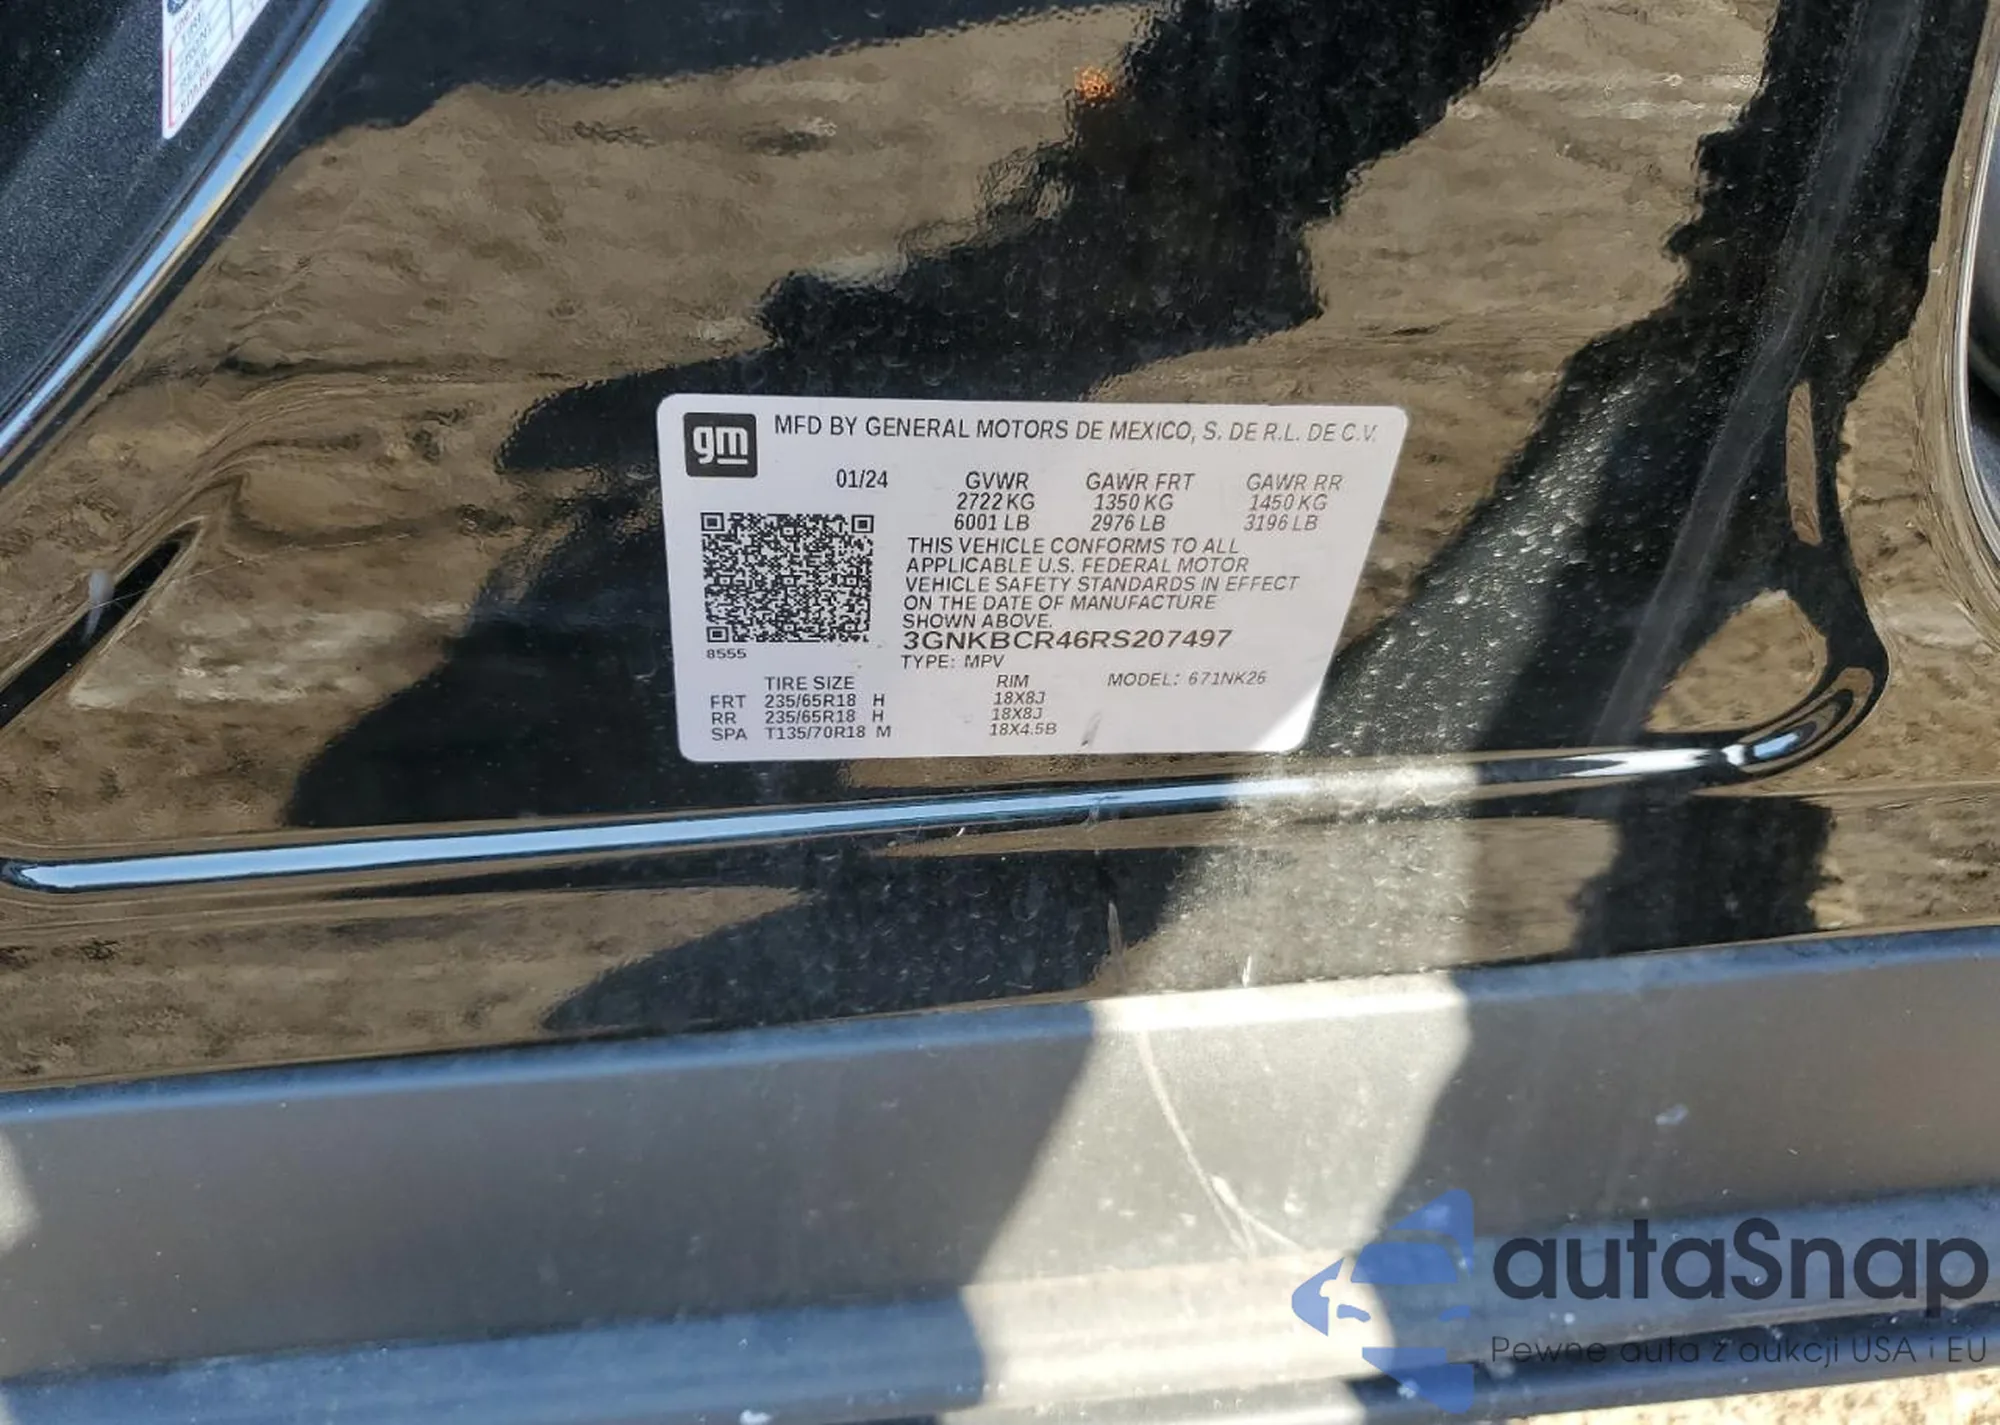 TIRE
SPARE
gm
MFD BY GENERAL MOTORS DE MEXICO, S. DE R.L. DE C.V.
01/24 GVWR GAWR FRT GAWR RR
2722 KG 1350 KG 1450 KG
6001 LB 2976 LB 3196 LB
THIS VEHICLE CONFORMS TO ALL
APPLICABLE U.S. FEDERAL MOTOR
VEHICLE SAFETY STANDARDS IN EFFECT
ON THE DATE OF MANUFACTURE
SHOWN ABOVE.
3GNKBCR46RS207497
8555
TYPE: MPV
TIRE SIZE RIM MODEL: 671NK26
FRT 235/65R18 H 18X8J
RR 235/65R18 H 18X8J
SPA T135/70R18 M 18X4.5B
autaSnap
Pewne auta z aukcji USA i EU